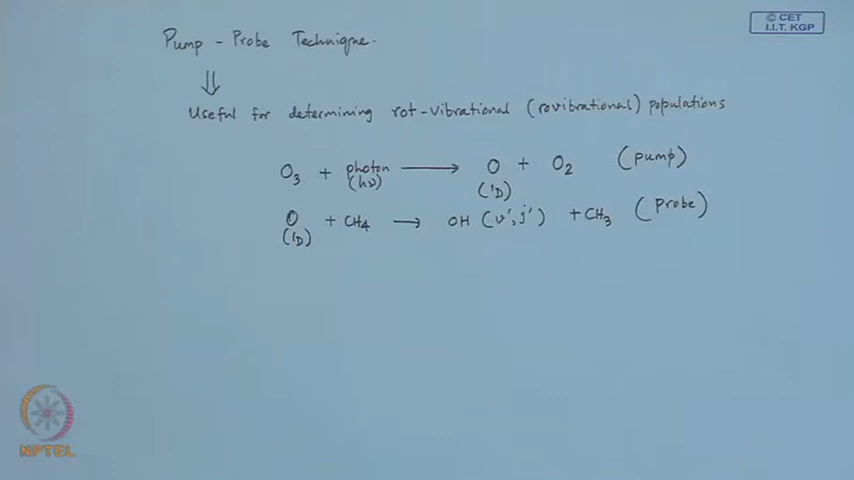 © CET
I.I.T. KGP
Pump - Probe Technique.
⇓
Useful for determining rot-vibrational (rovibrational) populations
O₃ + photon ⟶ O + O₂ (pump)
(hν) (¹D)
O + CH₄ ⟶ OH (v', j') + CH₃ (Probe)
(¹D)
NPTEL